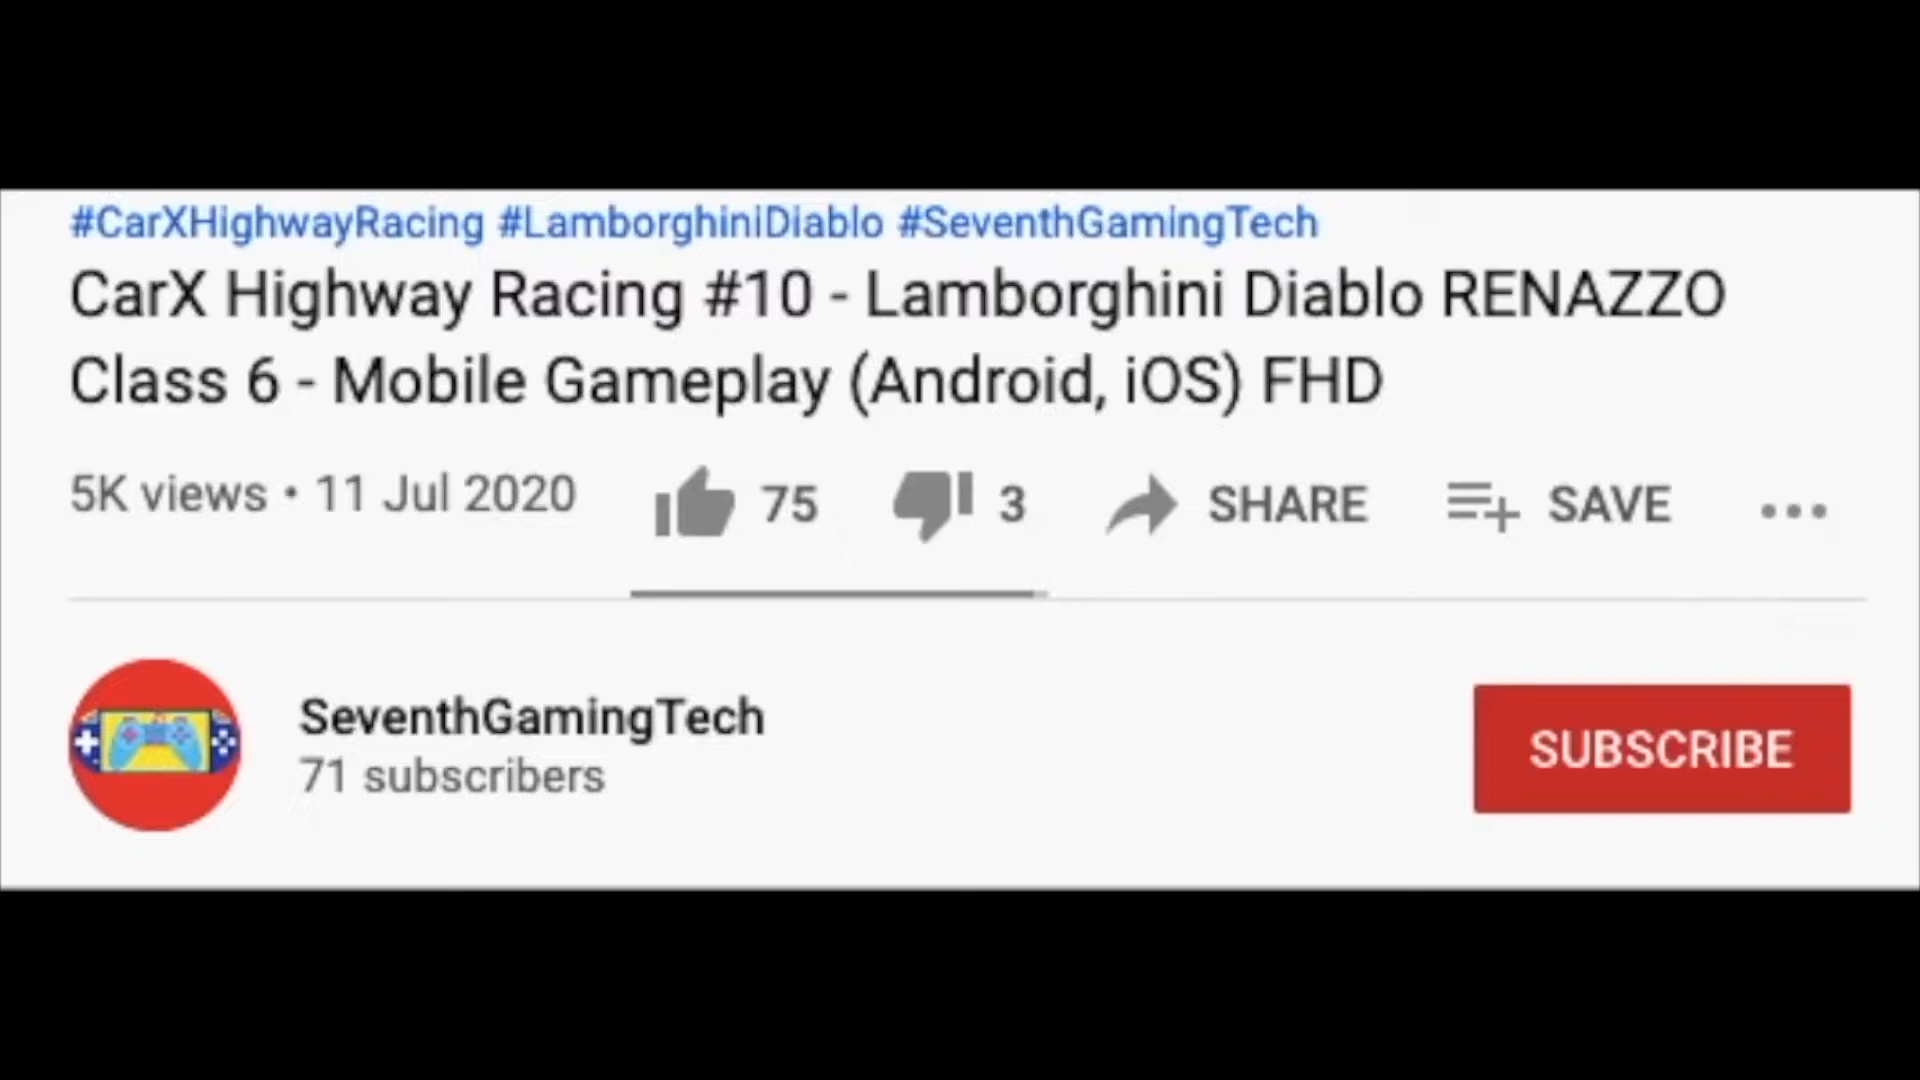 #CarXHighwayRacing #LamborghiniDiablo #SeventhGamingTech
CarX Highway Racing #10 - Lamborghini Diablo RENAZZO
Class 6 - Mobile Gameplay (Android, iOS) FHD
5K views • 11 Jul 2020 75 3 SHARE SAVE ...
SeventhGamingTech
71 subscribers
SUBSCRIBE